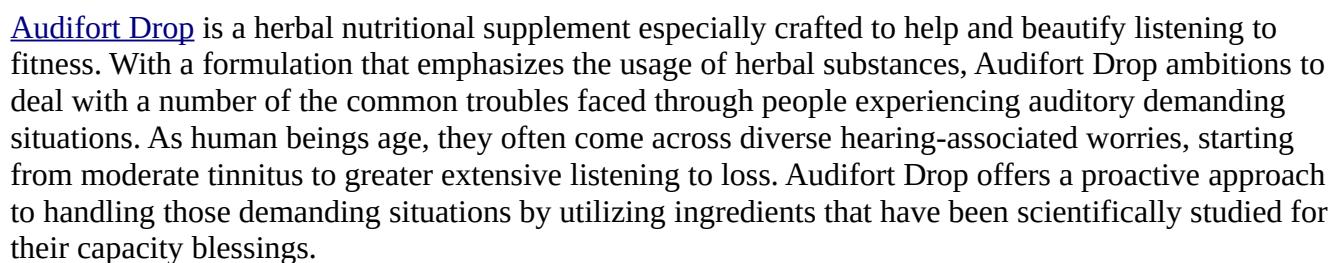 Audifort Drop is a herbal nutritional supplement especially crafted to help and beautify listening to
fitness. With a formulation that emphasizes the usage of herbal substances, Audifort Drop ambitions to
deal with a number of the common troubles faced through people experiencing auditory demanding
situations. As human beings age, they often come across diverse hearing-associated worries, starting
from moderate tinnitus to greater extensive listening to loss. Audifort Drop offers a proactive approach
to handling those demanding situations by utilizing ingredients that have been scientifically studied for
their capacity blessings.